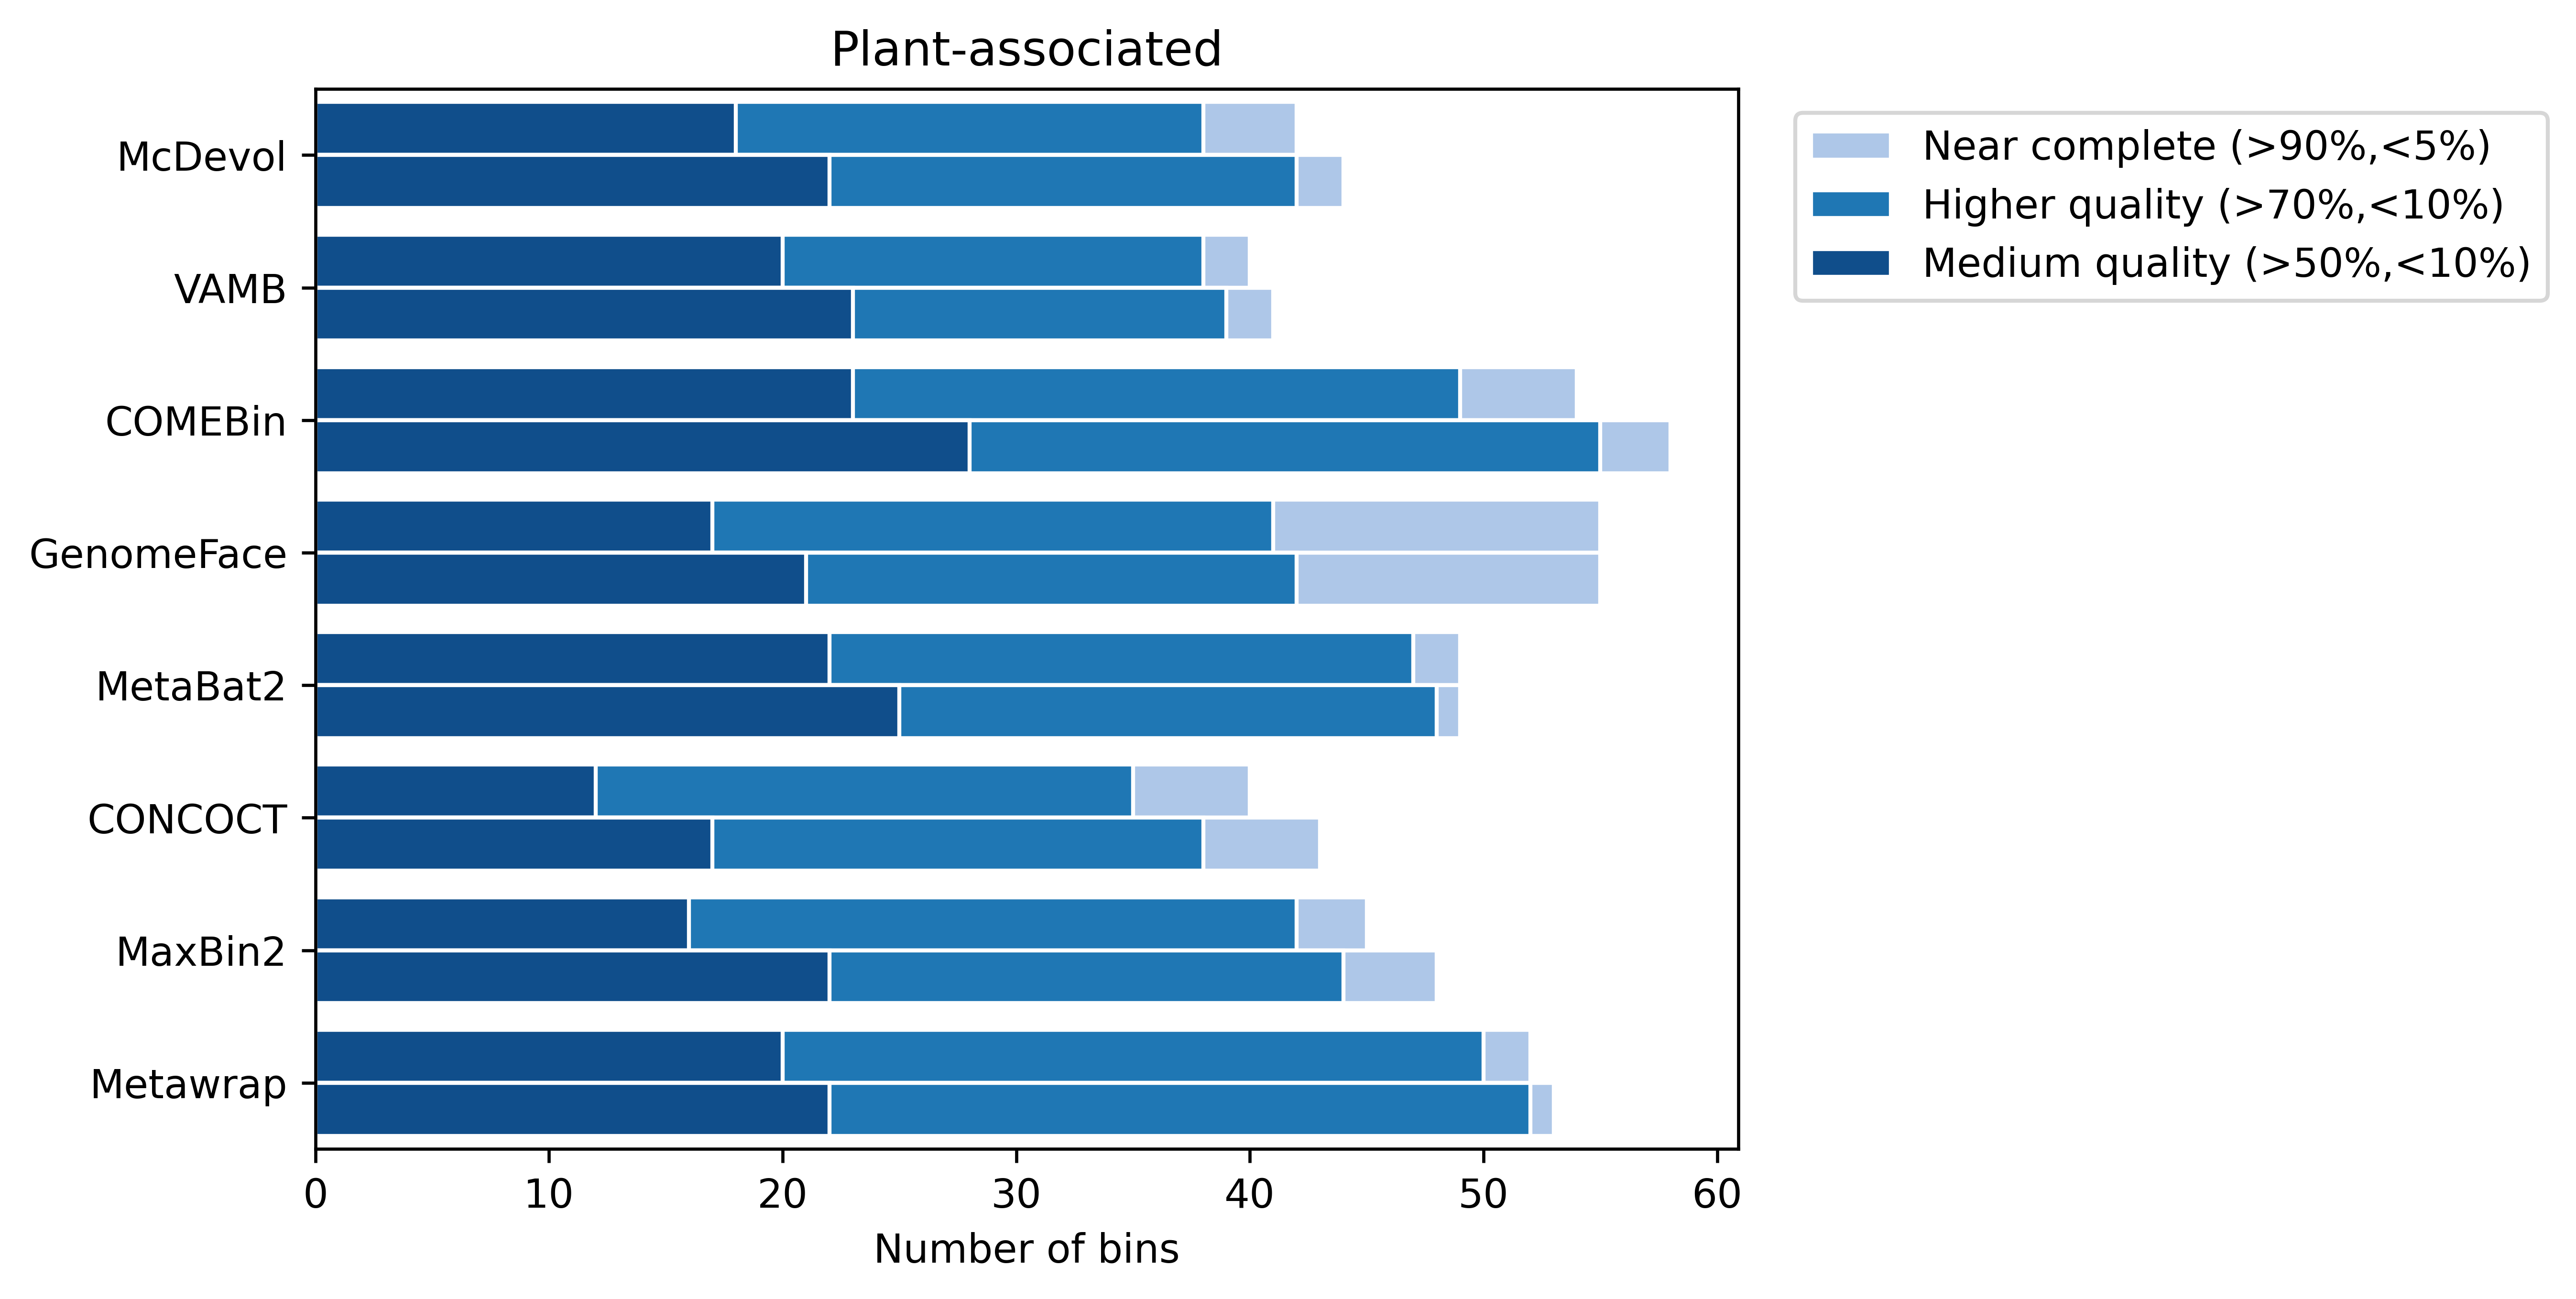 Plant-associated
McDevol
VAMB
COMEBin
GenomeFace
MetaBat2
CONCOCT
MaxBin2
Metawrap
0 10 20 30 40 50 60
Number of bins
Near complete (>90%,<5%)
Higher quality (>70%,<10%)
Medium quality (>50%,<10%)